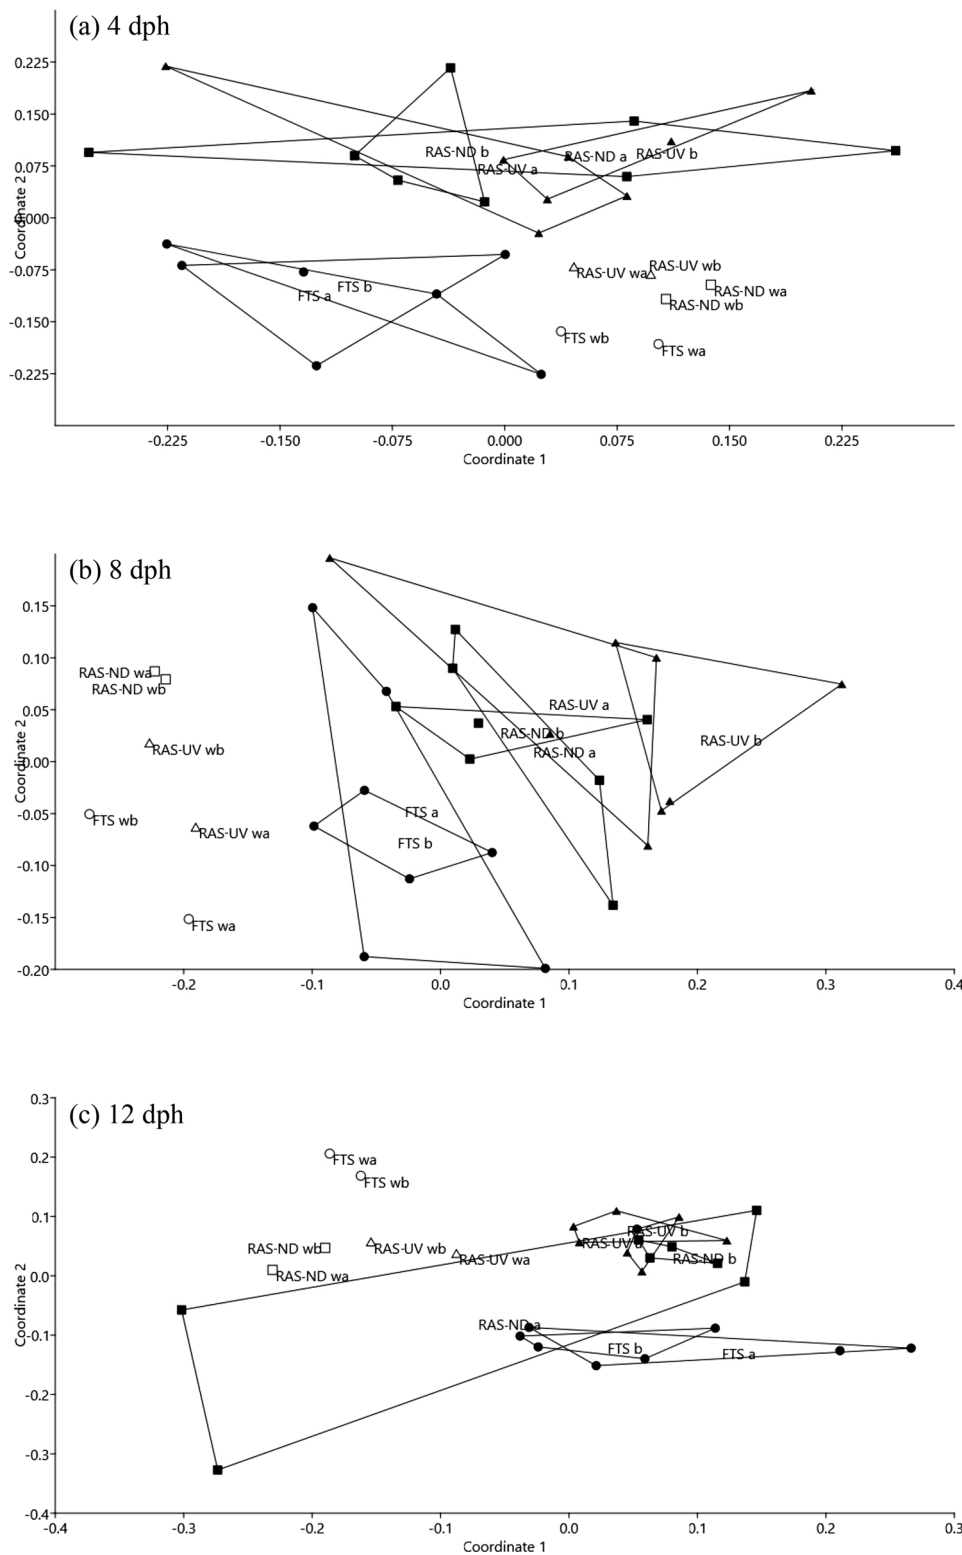 (a) 4 dph
0.225
0.150
0.075
0.000
-0.075
-0.150
-0.225
Coordinate 2
RAS-ND b
RAS-UV a
RAS-ND a
RAS-UV b
FTS b
FTS a
RAS-UV wa
RAS-UV wb
RAS-ND wa
RAS-ND wb
FTS wb
FTS wa
-0.225 -0.150 -0.075 0.000 0.075 0.150 0.225
Coordinate 1
(b) 8 dph
0.15
0.10
0.05
0.00
-0.05
-0.10
-0.15
-0.20
Coordinate 2
RAS-ND wa
RAS-ND wb
RAS-UV wb
FTS wb
RAS-UV wa
FTS wa
RAS-UV a
RAS-ND b
RAS-ND a
RAS-UV b
FTS a
FTS b
-0.2 -0.1 0.0 0.1 0.2 0.3 0.4
Coordinate 1
(c) 12 dph
0.3
0.2
0.1
0.0
-0.1
-0.2
-0.3
-0.4
Coordinate 2
FTS wa
FTS wb
RAS-ND wb
RAS-UV wb
RAS-UV wa
RAS-ND wa
RAS-UV b
RAS-UV a
RAS-ND b
RAS-ND a
FTS b
FTS a
-0.4 -0.3 -0.2 -0.1 0.0 0.1 0.2 0.3
Coordinate 1